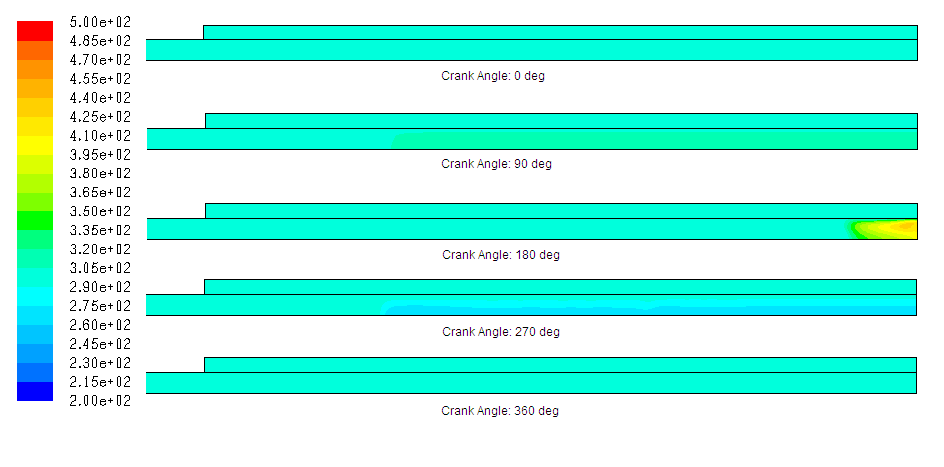 5.00e+02
4.85e+02
4.70e+02
4.55e+02
4.40e+02
4.25e+02
4.10e+02
3.95e+02
3.80e+02
3.65e+02
3.50e+02
3.35e+02
3.20e+02
3.05e+02
2.90e+02
2.75e+02
2.60e+02
2.45e+02
2.30e+02
2.15e+02
2.00e+02
Crank Angle: 0 deg
Crank Angle: 90 deg
Crank Angle: 180 deg
Crank Angle: 270 deg
Crank Angle: 360 deg